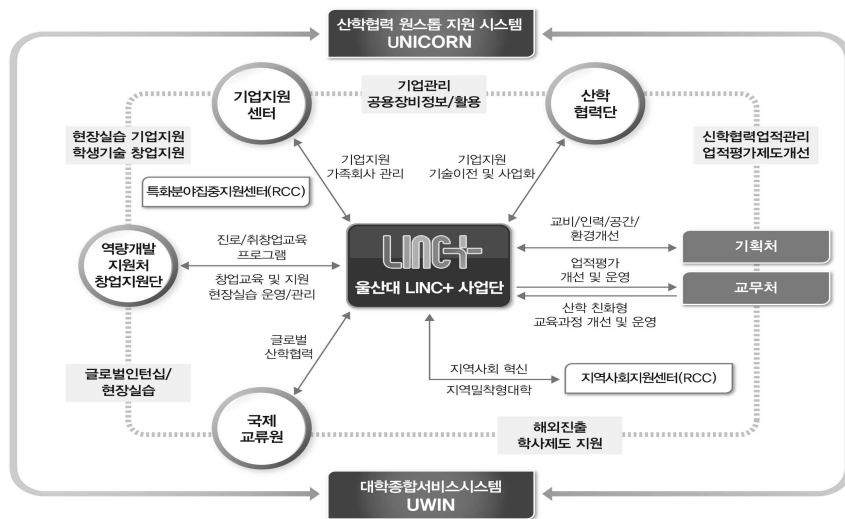 산학협력 원스톱 지원 시스템
UNICORN
기업지원
센터
기업관리
공용장비정보/활용
산학
협력단
현장실습 기업지원
학생기술 창업지원
신학협력업적관리
업적평가제도개선
기업지원
가족회사 관리
기업지원
기술이전 및 사업화
특화분야집중지원센터(RCC)
역량개발
지원처
창업지원단
진로/취창업교육
프로그램
창업교육 및 지원
현장실습 운영/관리
LINC+
울산대 LINC+ 사업단
교비/인력/공간/
환경개선
기획처
업적평가
개선 및 운영
교무처
산학 친화형
교육과정 개선 및 운영
글로벌
산학협력
지역사회 혁신
지역밀착형대학
지역사회지원센터(RCC)
글로벌인턴십/
현장실습
국제
교류원
해외진출
학사제도 지원
대학종합서비스시스템
UWIN